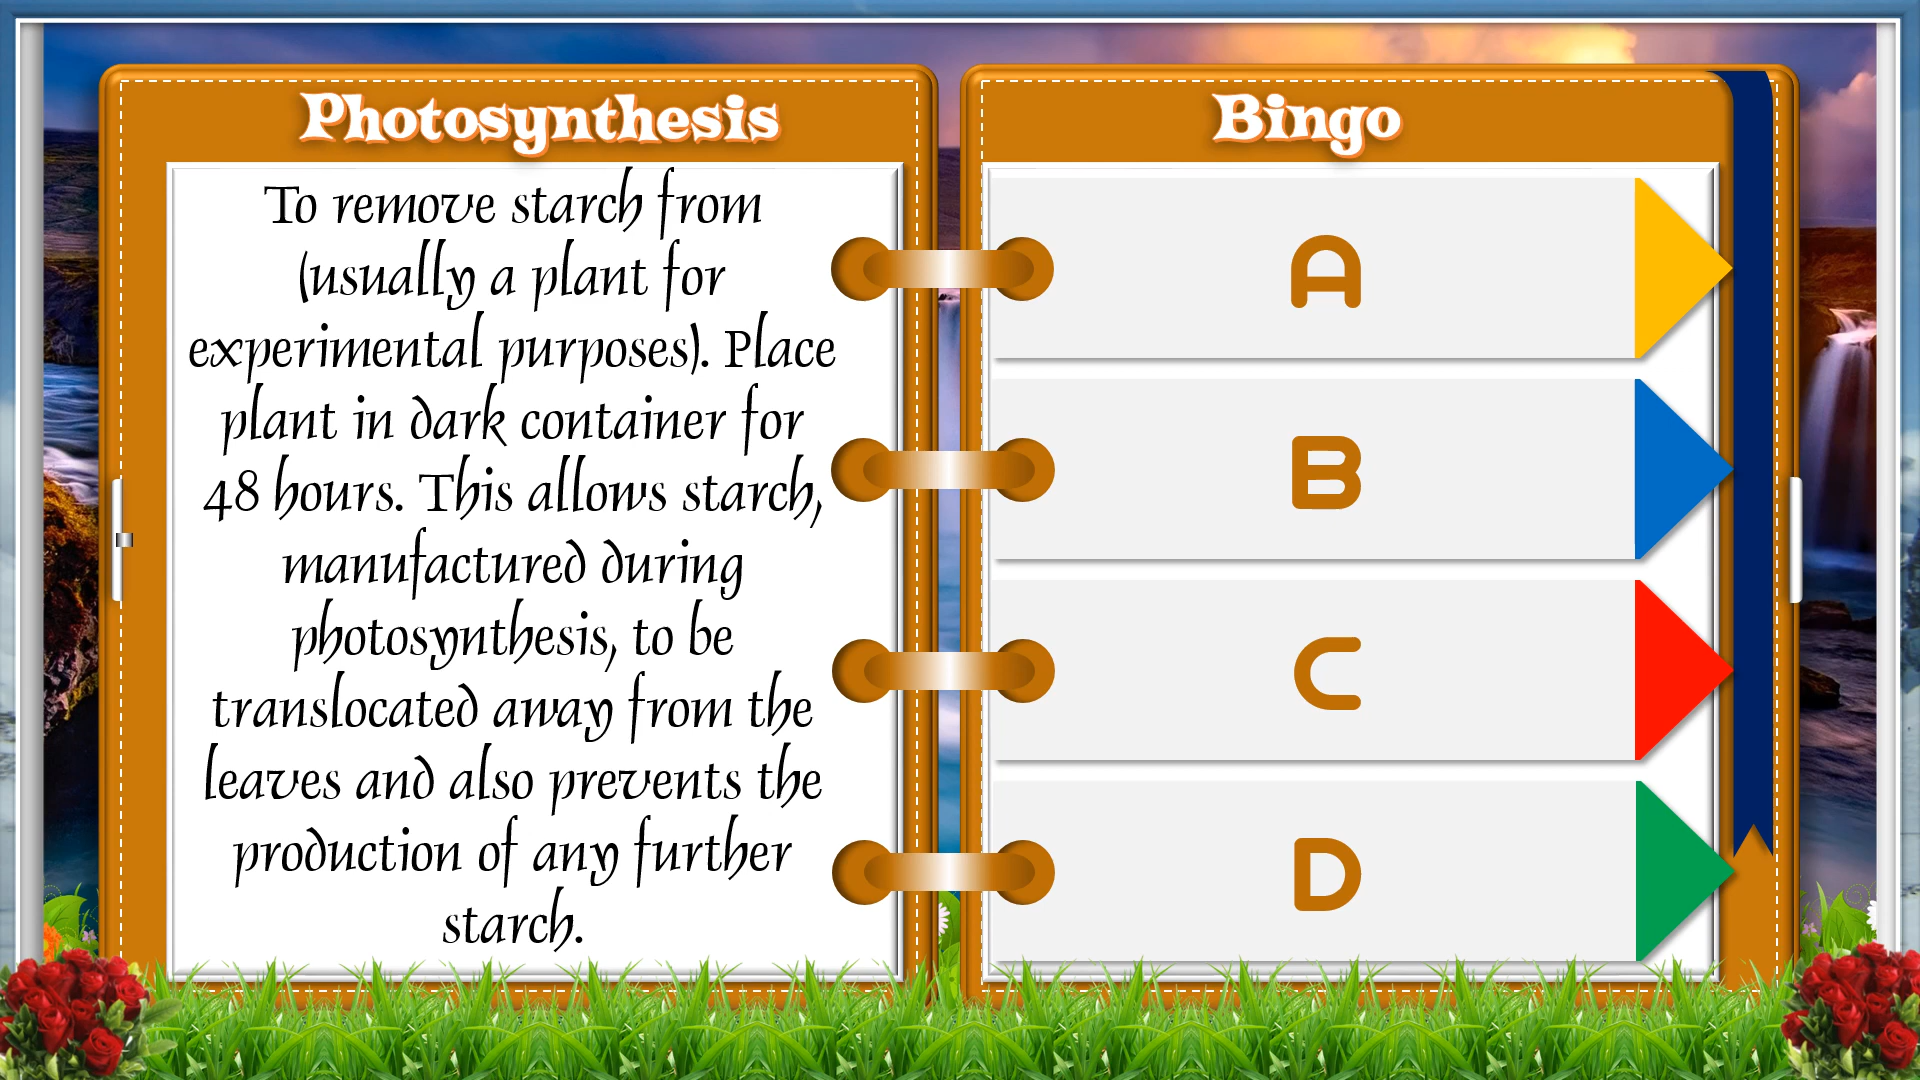 Photosynthesis
To remove starch from
(usually a plant for
experimental purposes). Place
plant in dark container for
48 hours. This allows starch,
manufactured during
photosynthesis, to be
translocated away from the
leaves and also prevents the
production of any further
starch.
Bingo
A
B
C
D